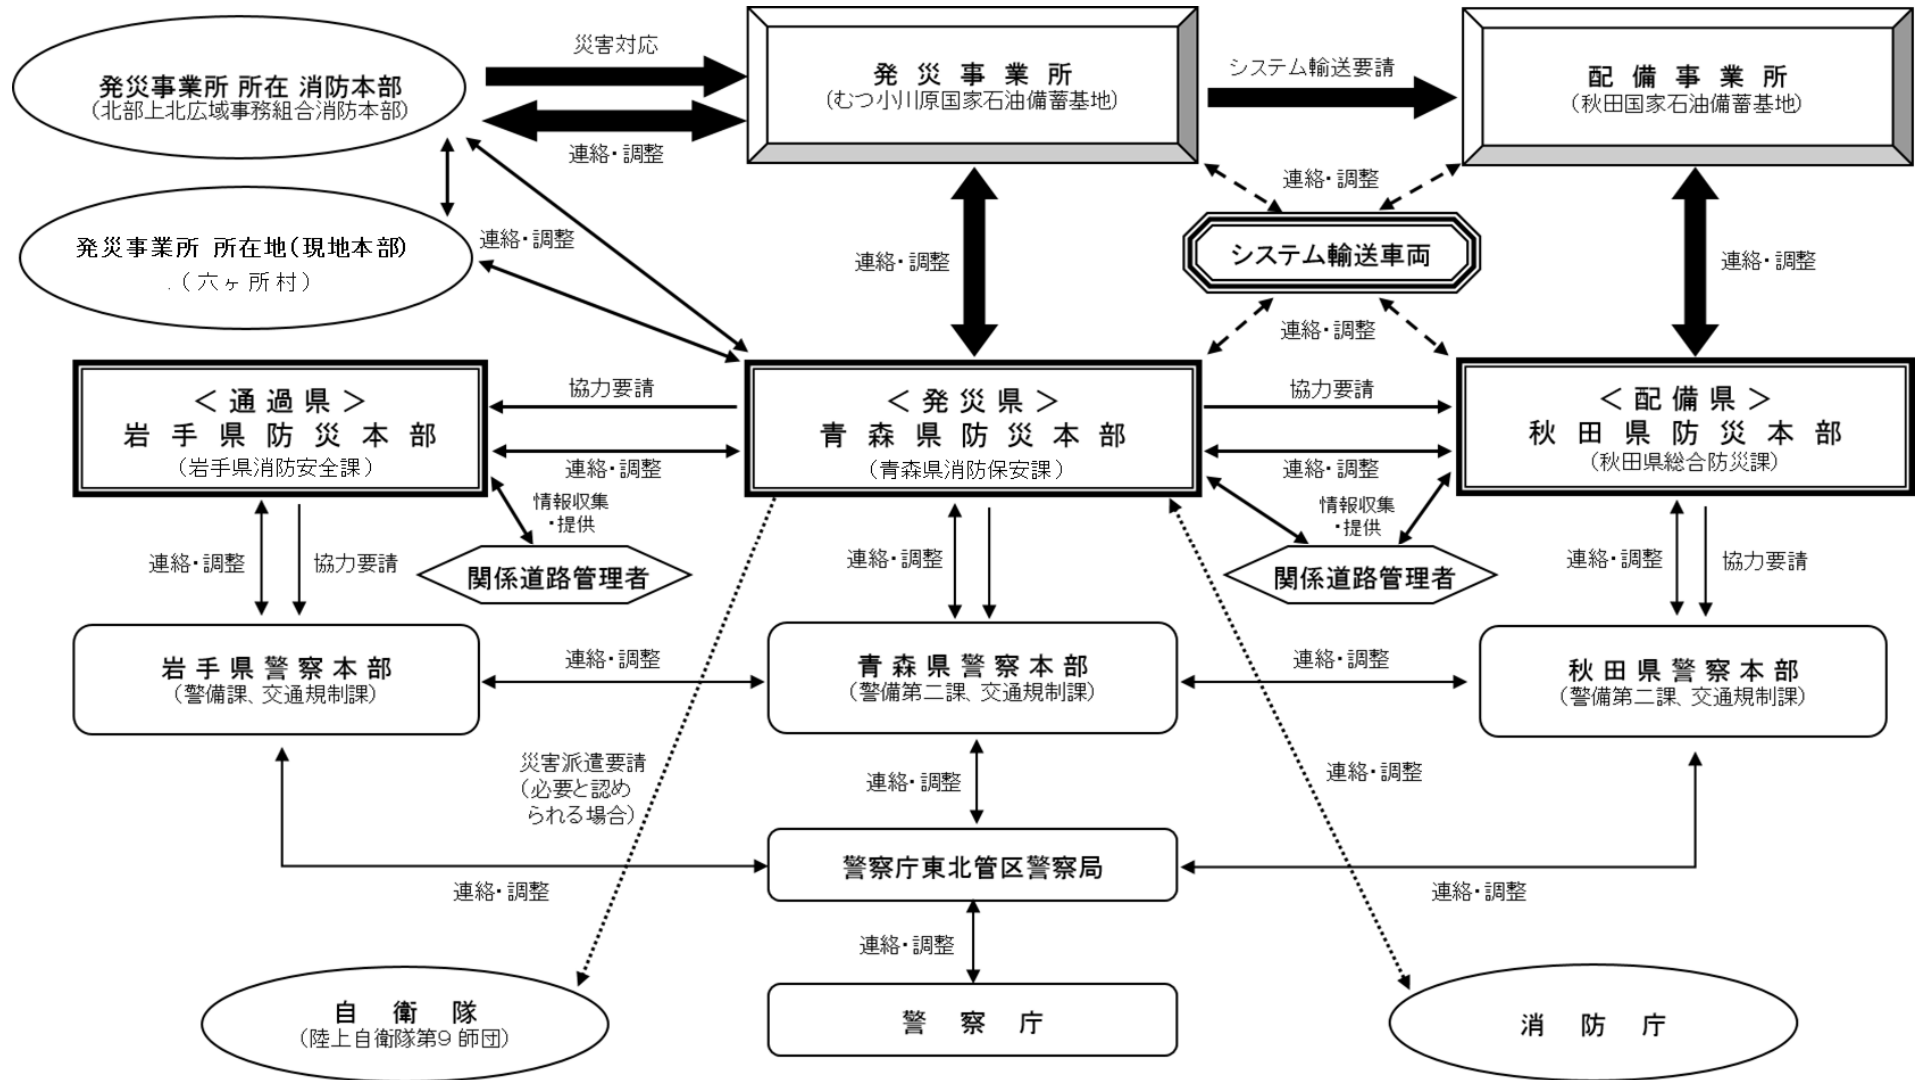 災害対応
発災事業所 所在 消防本部
(北部上北広域事務組合消防本部)
発災事業所
(むつ小川原国家石油備蓄基地)
システム輸送要請
配備事業所
(秋田国家石油備蓄基地)
連絡・調整
連絡・調整
発災事業所 所在地(現地本部)
.(六ヶ所村)
連絡・調整
連絡・調整
システム輸送車両
連絡・調整
連絡・調整
<通過県>
岩手県防災本部
(岩手県消防安全課)
協力要請
連絡・調整
<発災県>
青森県防災本部
(青森県消防保安課)
協力要請
連絡・調整
<配備県>
秋田県防災本部
(秋田県総合防災課)
情報収集
・提供
情報収集
・提供
連絡・調整
協力要請
関係道路管理者
連絡・調整
関係道路管理者
連絡・調整
協力要請
岩手県警察本部
(警備課、交通規制課)
連絡・調整
青森県警察本部
(警備第二課、交通規制課)
連絡・調整
秋田県警察本部
(警備第二課、交通規制課)
災害派遣要請
(必要と認め
られる場合)
連絡・調整
連絡・調整
警察庁東北管区警察局
連絡・調整
連絡・調整
連絡・調整
自衛隊
(陸上自衛隊第9師団)
警察庁
消防庁